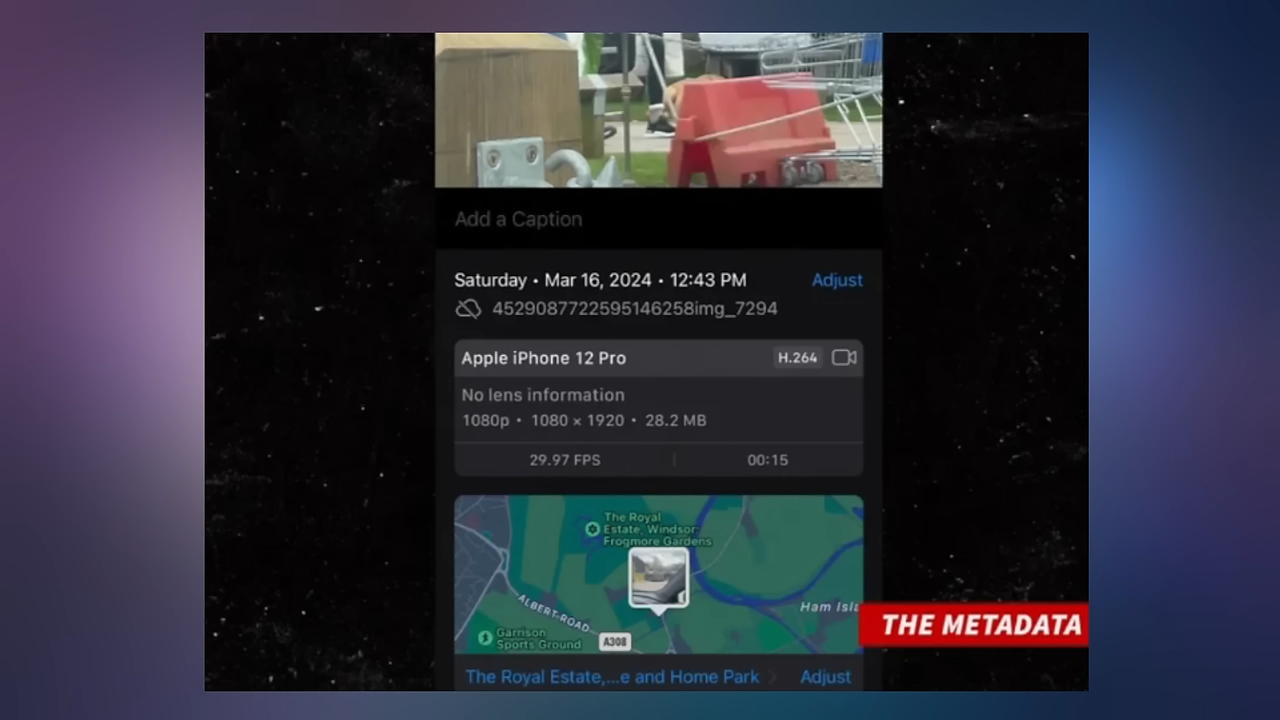 Add a Caption
Saturday • Mar 16, 2024 • 12:43 PM
Adjust
4529087722595146258img_7294
Apple iPhone 12 Pro
H.264
No lens information
1080p • 1080 × 1920 • 28.2 MB
29.97 FPS
00:15
The Royal
Estate, Windsor:
Frogmore Gardens
ALBERT-ROAD
Ham Isla
Garrison
Sports Ground
A308
THE METADATA
The Royal Estate,...e and Home Park
Adjust